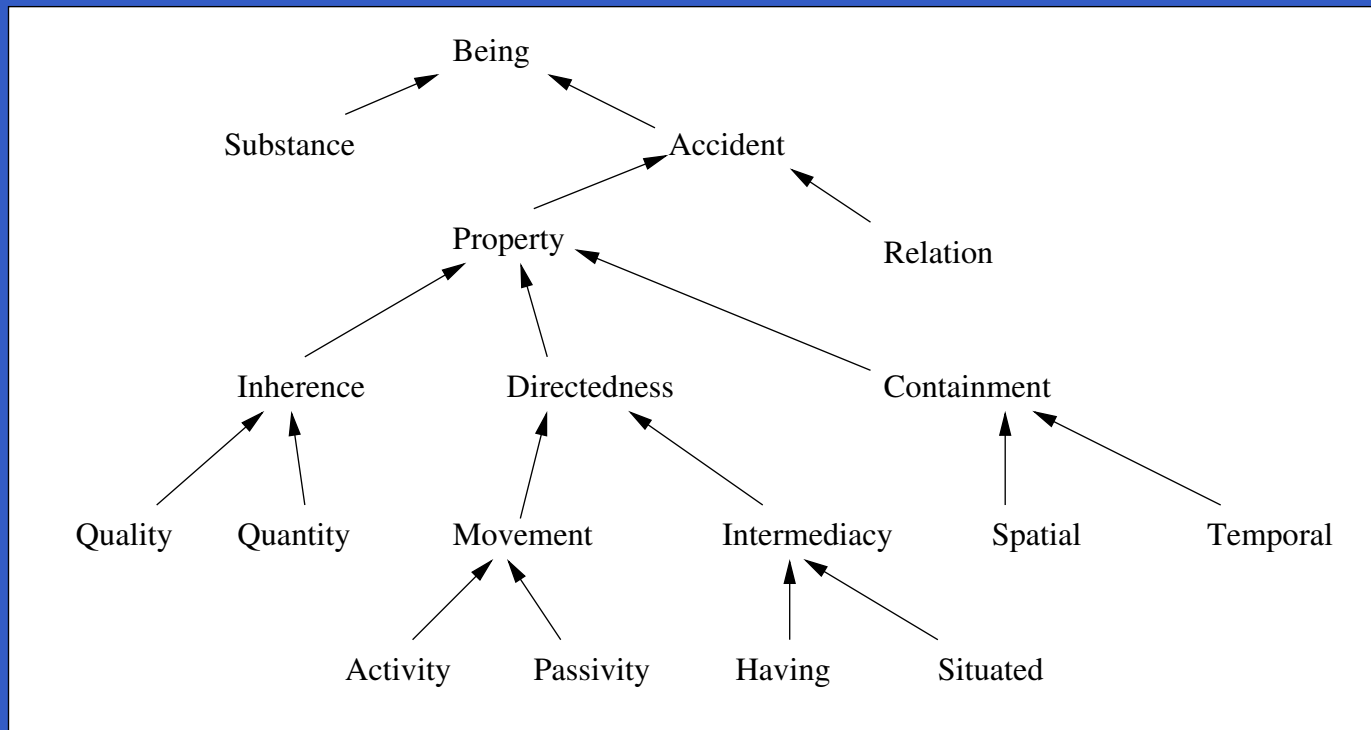 Being
Substance
Accident
Property
Relation
Inherence
Directedness
Containment
Quality
Quantity
Movement
Intermediacy
Spatial
Temporal
Activity
Passivity
Having
Situated